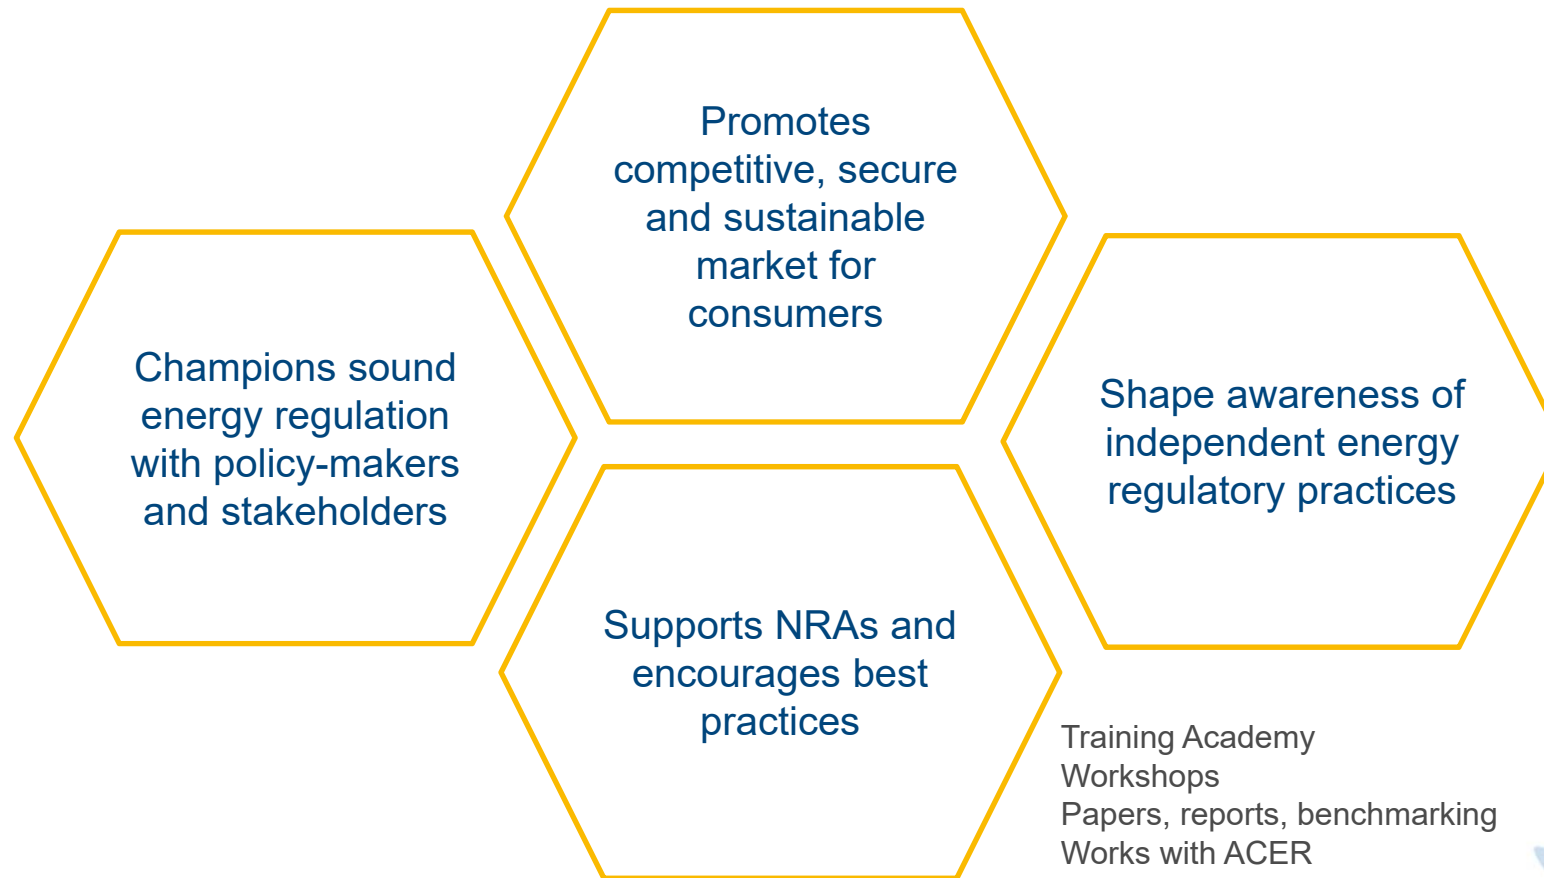 Promotes
competitive, secure
and sustainable
market for
consumers
Champions sound
energy regulation
with policy-makers
and stakeholders
Shape awareness of
independent energy
regulatory practices
Supports NRAs and
encourages best
practices
Training Academy
Workshops
Papers, reports, benchmarking
Works with ACER